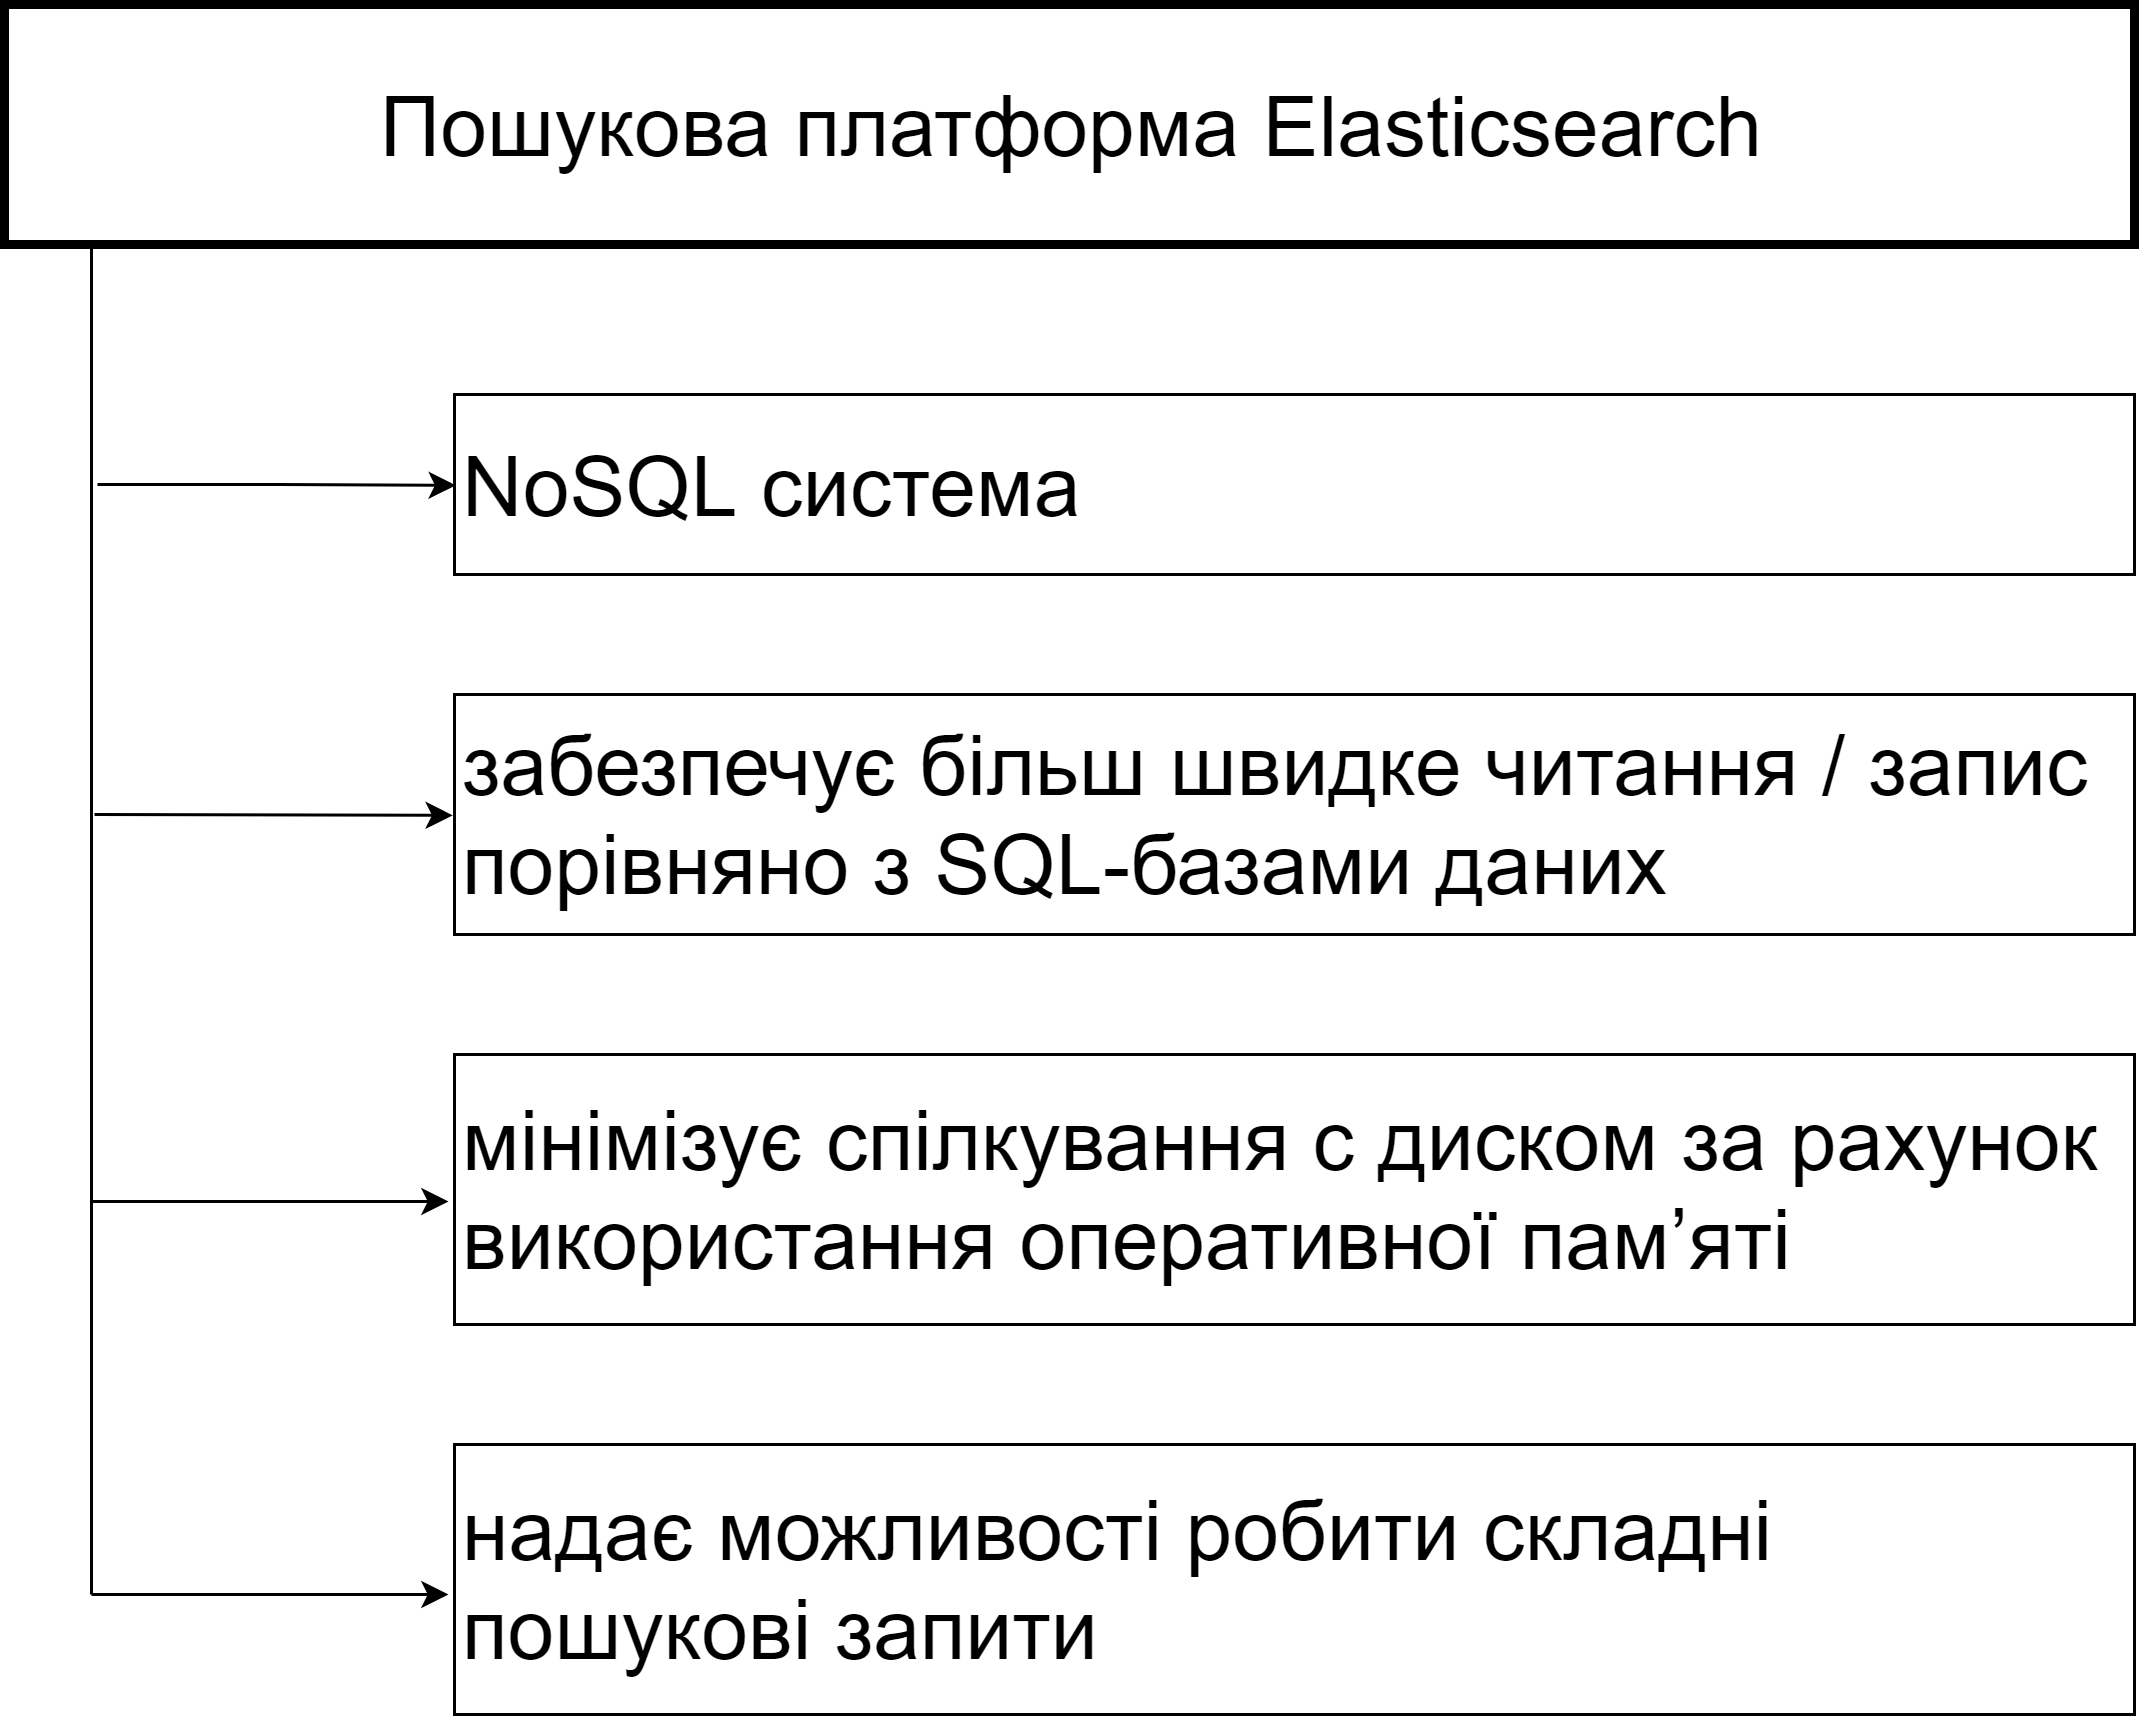 Пошукова платформа Elasticsearch
NoSQL система
забезпечує більш швидке читання / запис
порівняно з SQL-базами даних
мінімізує спілкування с диском за рахунок
використання оперативної пам’яті
надає можливості робити складні
пошукові запити